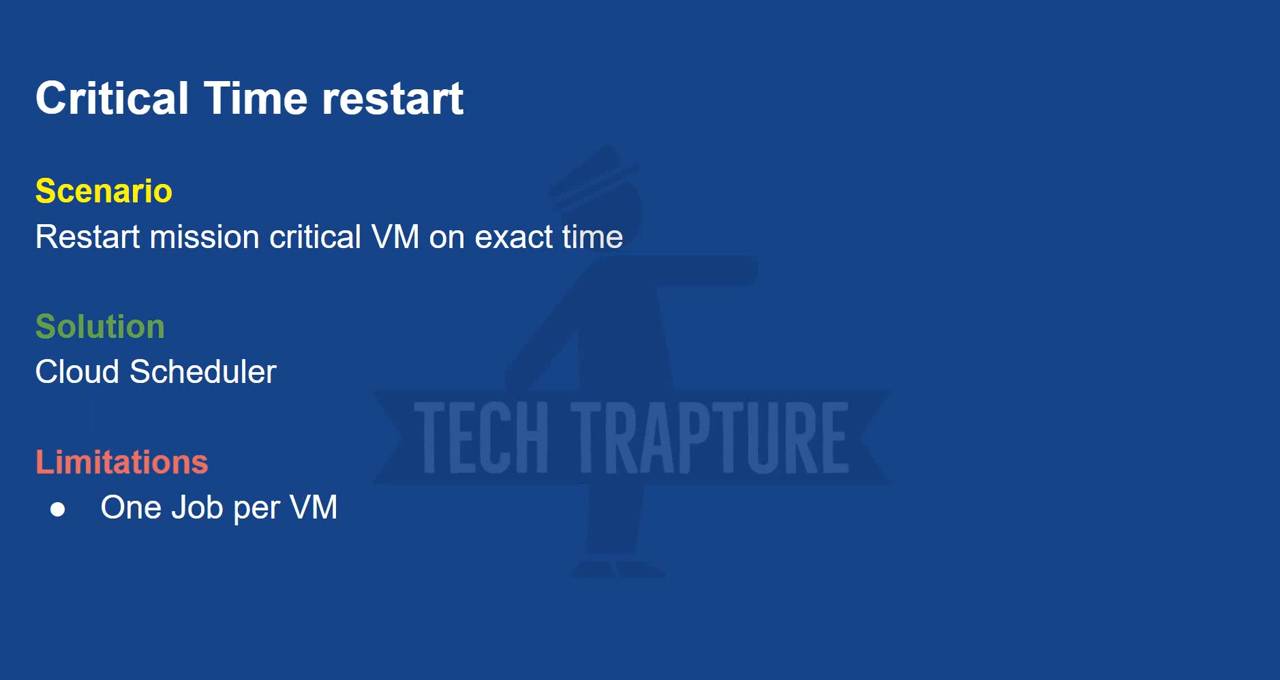 Critical Time restart
Scenario
Restart mission critical VM on exact time
Solution
Cloud Scheduler
TECH TRAPTURE
Limitations
● One Job per VM